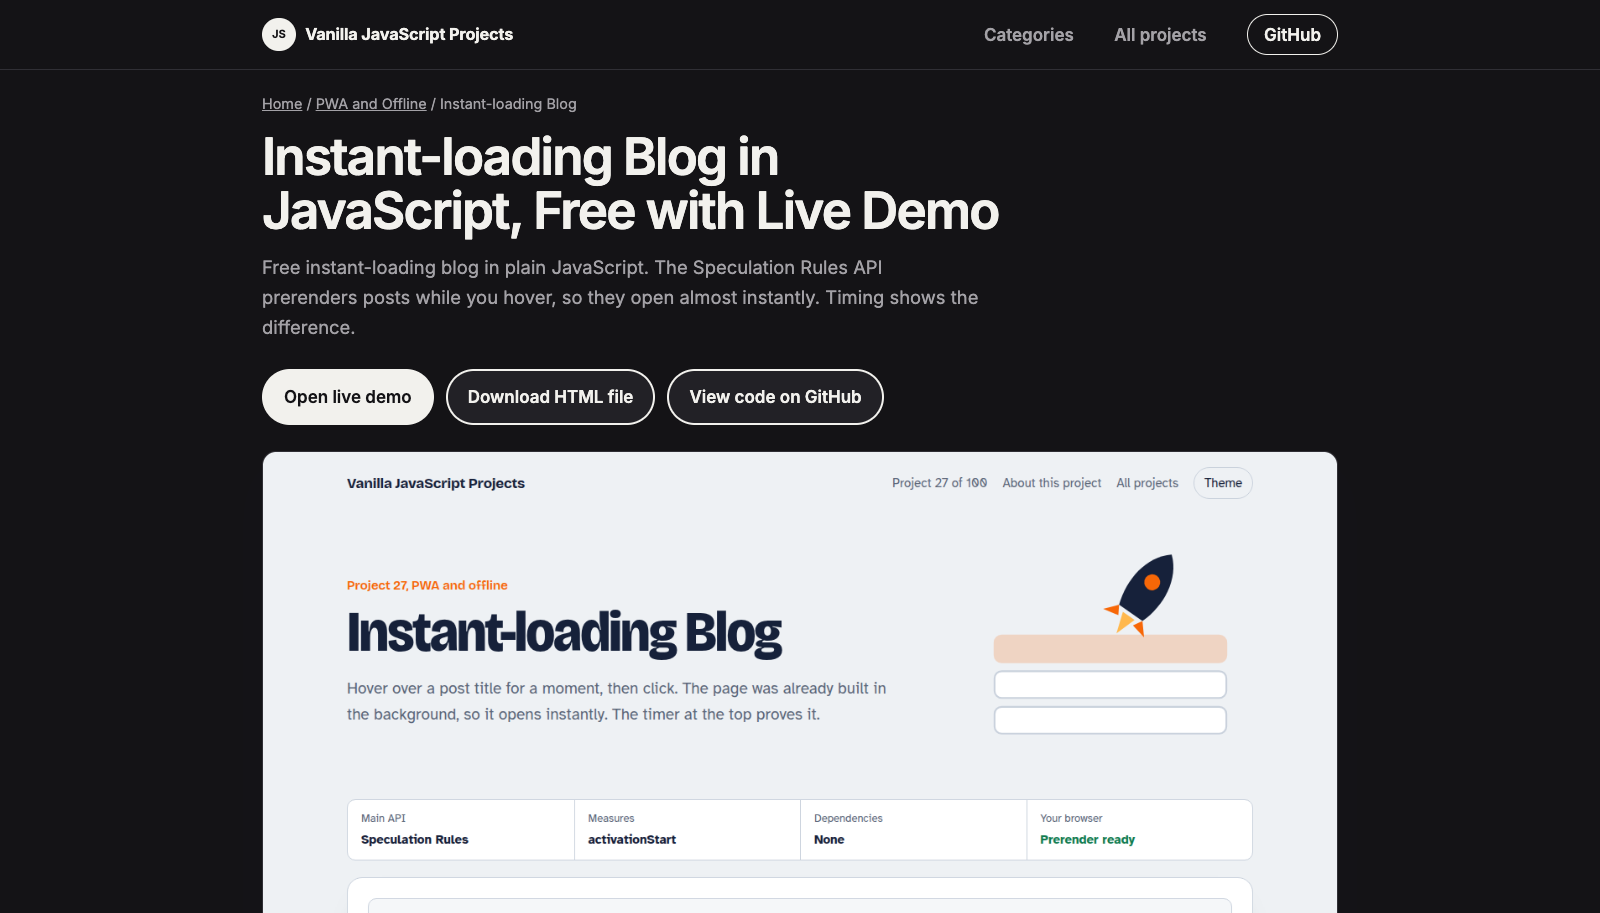 JS Vanilla JavaScript Projects Categories All projects GitHub
Home / PWA and Offline / Instant-loading Blog
Instant-loading Blog in
JavaScript, Free with Live Demo
Free instant-loading blog in plain JavaScript. The Speculation Rules API
prerenders posts while you hover, so they open almost instantly. Timing shows the
difference.
Open live demo Download HTML file View code on GitHub
Vanilla JavaScript Projects Project 27 of 100 About this project All projects Theme
Project 27, PWA and offline
Instant-loading Blog
Hover over a post title for a moment, then click. The page was already built in
the background, so it opens instantly. The timer at the top proves it.
Main API Measures Dependencies Your browser
Speculation Rules activationStart None Prerender ready